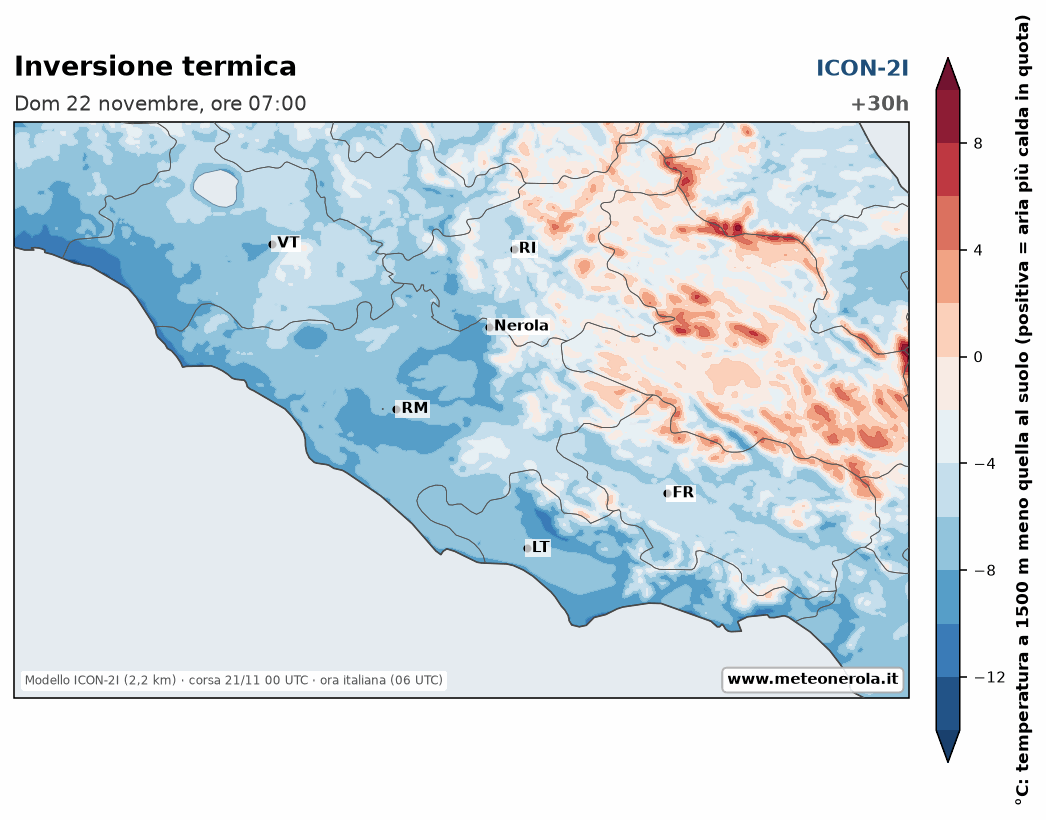 Inversione termica
ICON-2I
Dom 22 novembre, ore 07:00
+30h
VT
RI
Nerola
RM
FR
LT
Modello ICON-2I (2,2 km) · corsa 21/11 00 UTC · ora italiana (06 UTC)
www.meteonerola.it
8
4
0
−4
−8
−12
°C: temperatura a 1500 m meno quella al suolo (positiva = aria più calda in quota)